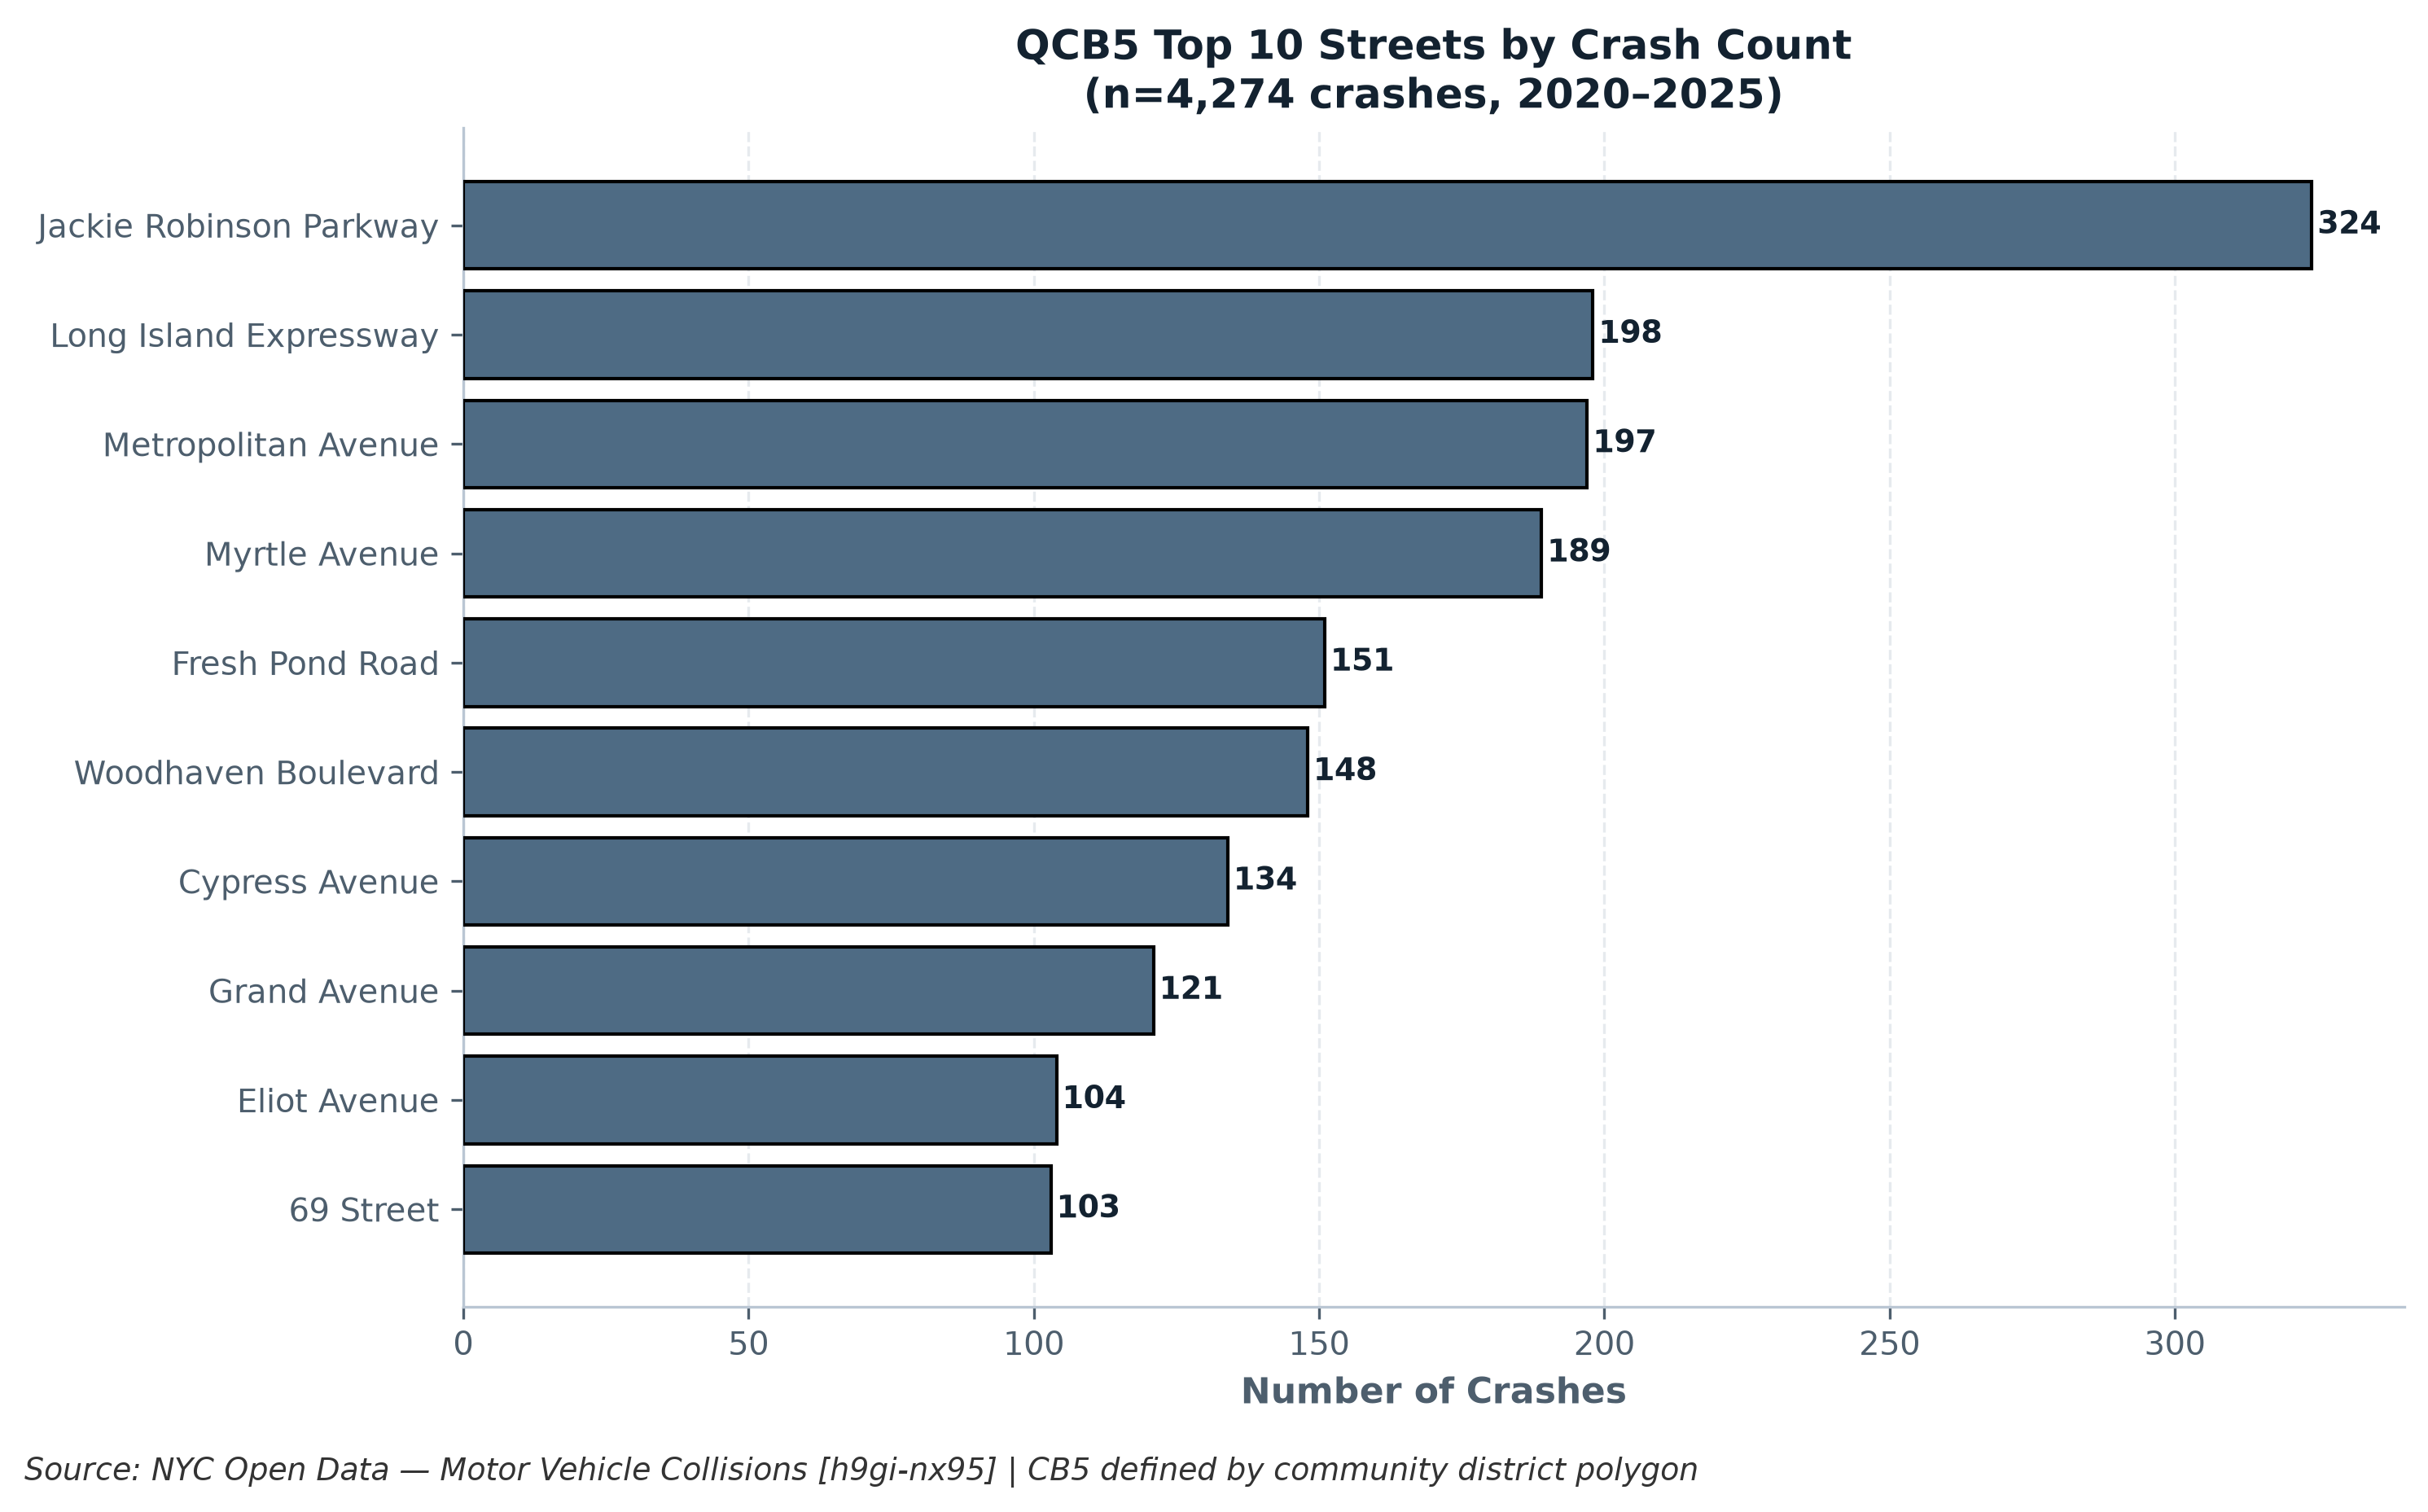 QCB5 Top 10 Streets by Crash Count
(n=4,274 crashes, 2020–2025)
Jackie Robinson Parkway 324
Long Island Expressway 198
Metropolitan Avenue 197
Myrtle Avenue 189
Fresh Pond Road 151
Woodhaven Boulevard 148
Cypress Avenue 134
Grand Avenue 121
Eliot Avenue 104
69 Street 103
0 50 100 150 200 250 300
Number of Crashes
Source: NYC Open Data — Motor Vehicle Collisions [h9gi-nx95] | CB5 defined by community district polygon